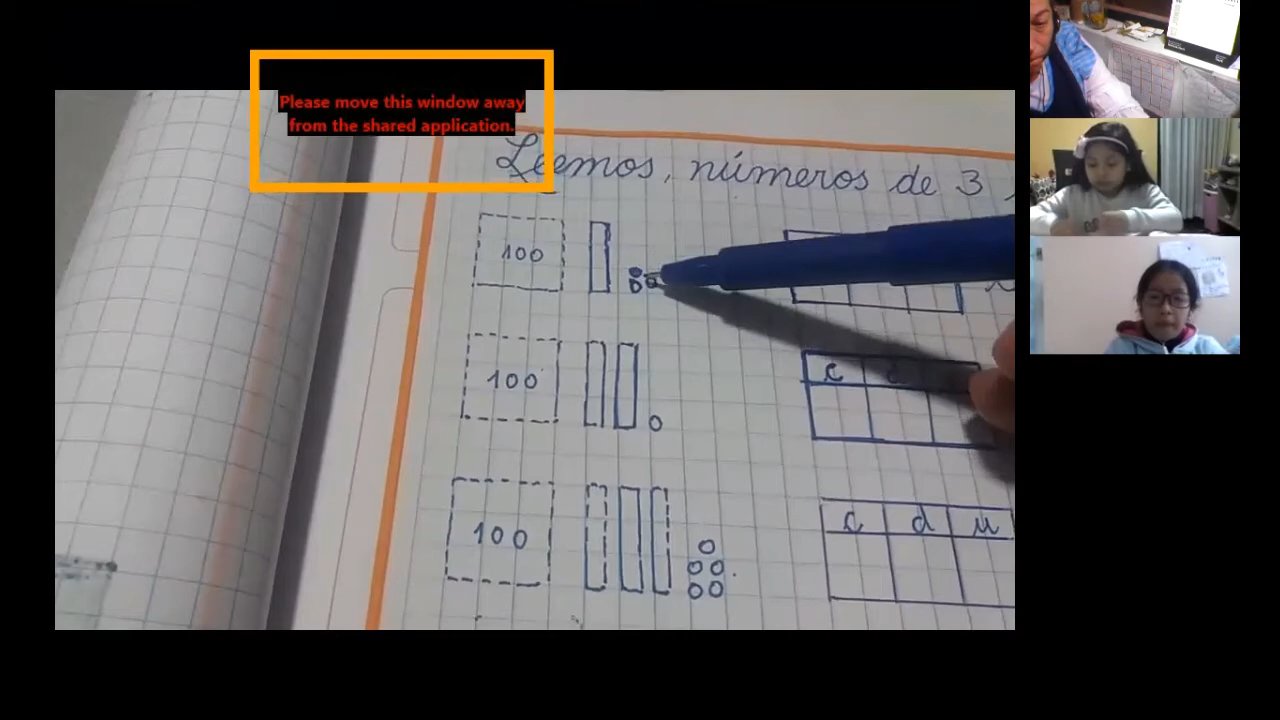 Please move this window away
from the shared application.
Leemos, números de 3
100
100
c
100
c d u